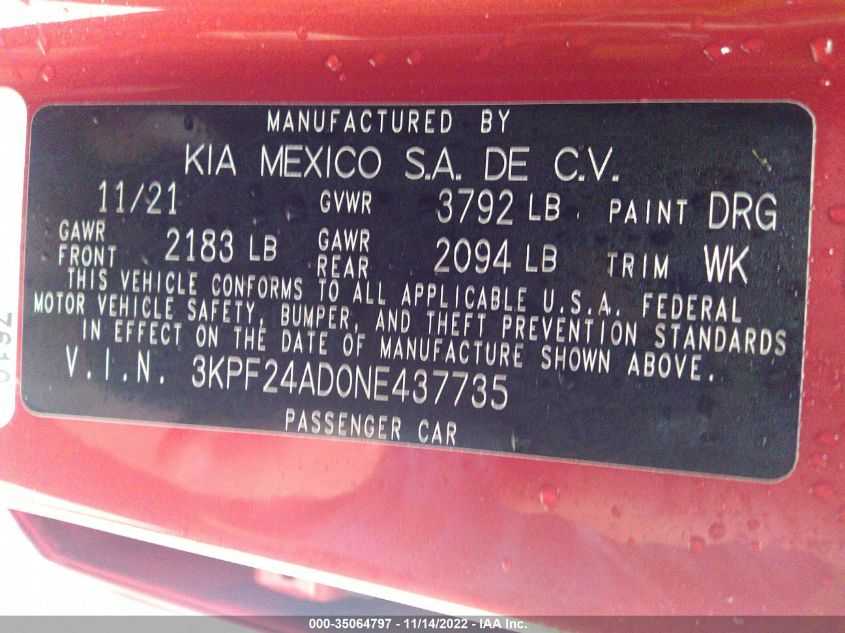 MANUFACTURED BY
KIA MEXICO S.A. DE C.V.
11/21 GVWR 3792 LB PAINT DRG
GAWR FRONT 2183 LB GAWR REAR 2094 LB TRIM WK
THIS VEHICLE CONFORMS TO ALL APPLICABLE U.S.A. FEDERAL
MOTOR VEHICLE SAFETY, BUMPER, AND THEFT PREVENTION STANDARDS
IN EFFECT ON THE DATE OF MANUFACTURE SHOWN ABOVE.
V.I.N. 3KPF24AD0NE437735
PASSENGER CAR
000-35064797 - 11/14/2022 - IAA Inc.